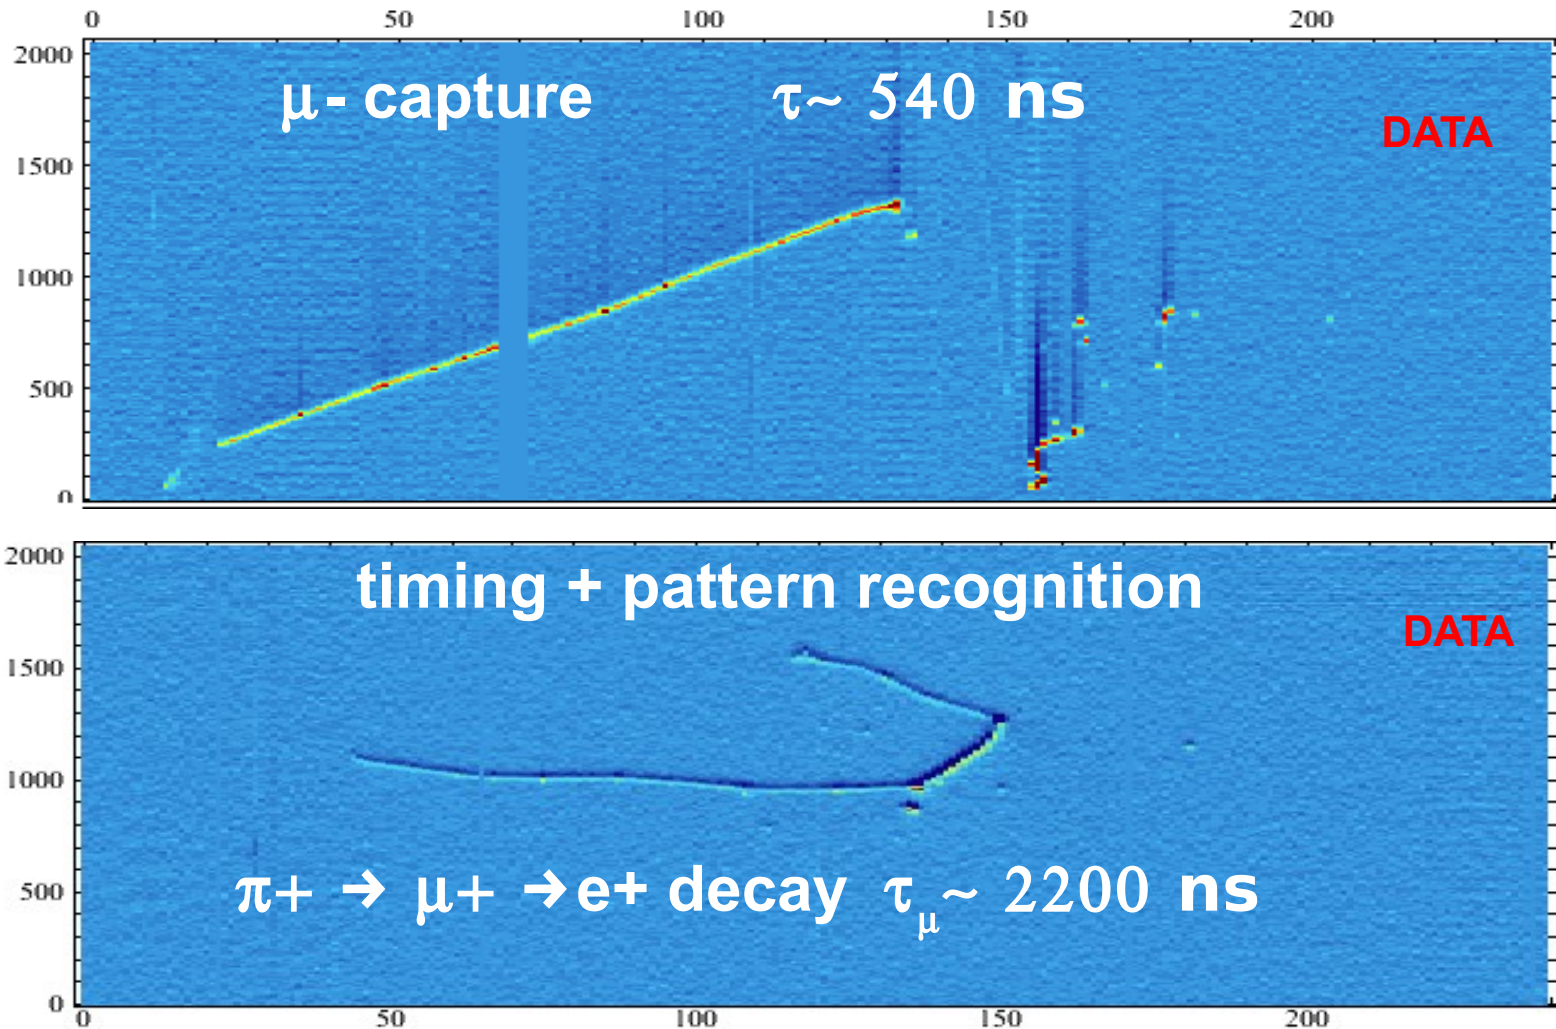 0 50 100 150 200
2000
μ- capture τ~ 540 ns
DATA
1500
1000
500
0
2000
timing + pattern recognition
DATA
1500
1000
π+ → μ+ →e+ decay τμ~ 2200 ns
500
0
0 50 100 150 200